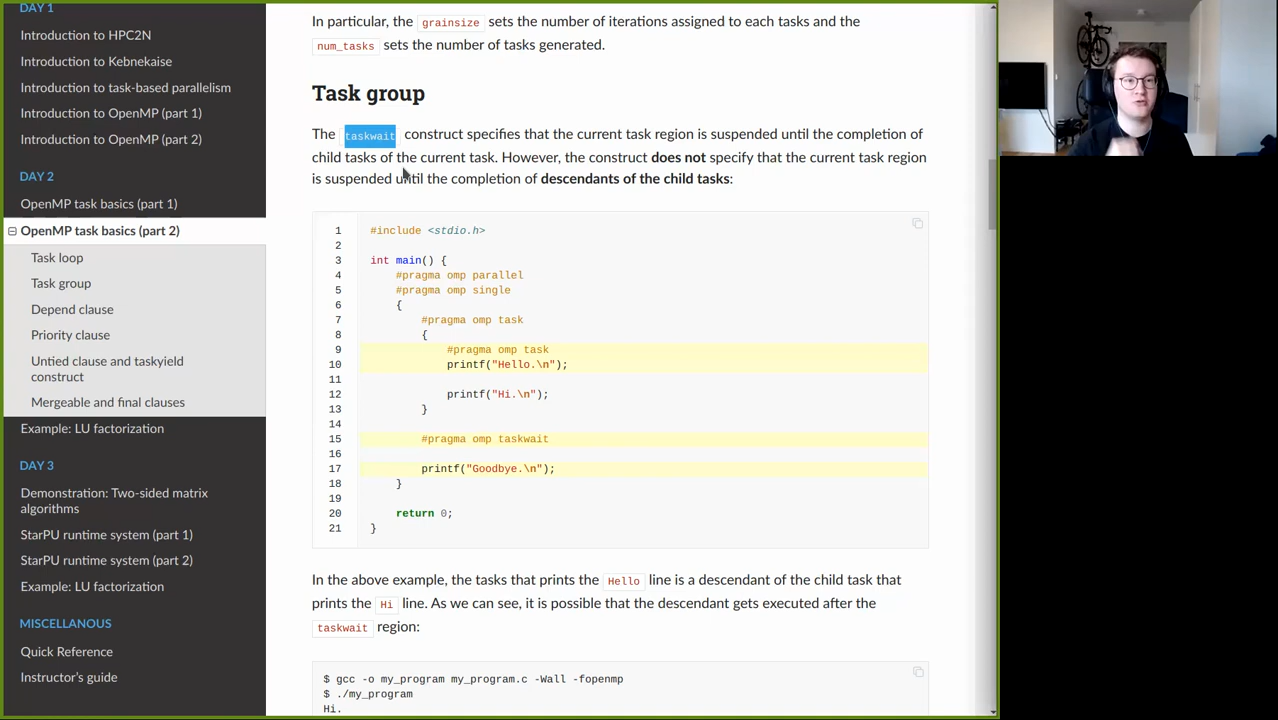 DAY 1
Introduction to HPC2N
Introduction to Kebnekaise
Introduction to task-based parallelism
Introduction to OpenMP (part 1)
Introduction to OpenMP (part 2)
DAY 2
OpenMP task basics (part 1)
OpenMP task basics (part 2)
Task loop
Task group
Depend clause
Priority clause
Untied clause and taskyield
construct
Mergeable and final clauses
Example: LU factorization
DAY 3
Demonstration: Two-sided matrix
algorithms
StarPU runtime system (part 1)
StarPU runtime system (part 2)
Example: LU factorization
MISCELLANEOUS
Quick Reference
Instructor's guide
In particular, the grainsize sets the number of iterations assigned to each tasks and the
num_tasks sets the number of tasks generated.
Task group
The taskwait construct specifies that the current task region is suspended until the completion of
child tasks of the current task. However, the construct does not specify that the current task region
is suspended until the completion of descendants of the child tasks:
1 #include <stdio.h>
2
3 int main() {
4 #pragma omp parallel
5 #pragma omp single
6 {
7 #pragma omp task
8 {
9 #pragma omp task
10 printf("Hello.\n");
11
12 printf("Hi.\n");
13 }
14
15 #pragma omp taskwait
16
17 printf("Goodbye.\n");
18 }
19
20 return 0;
21 }
In the above example, the tasks that prints the Hello line is a descendant of the child task that
prints the Hi line. As we can see, it is possible that the descendant gets executed after the
taskwait region:
$ gcc -o my_program my_program.c -Wall -fopenmp
$ ./my_program
Hi.